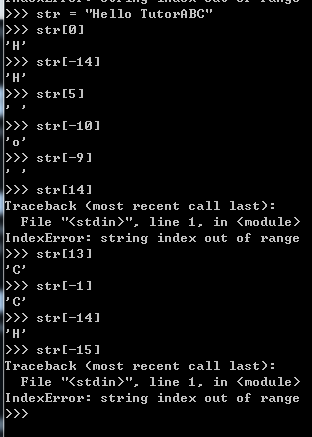 IndexError: string index out of range
>>> str = "Hello TutorABC"
>>> str[0]
'H'
>>> str[-14]
'H'
>>> str[5]
' '
>>> str[-10]
'o'
>>> str[-9]
' '
>>> str[14]
Traceback (most recent call last):
  File "<stdin>", line 1, in <module>
IndexError: string index out of range
>>> str[13]
'C'
>>> str[-1]
'C'
>>> str[-14]
'H'
>>> str[-15]
Traceback (most recent call last):
  File "<stdin>", line 1, in <module>
IndexError: string index out of range
>>>